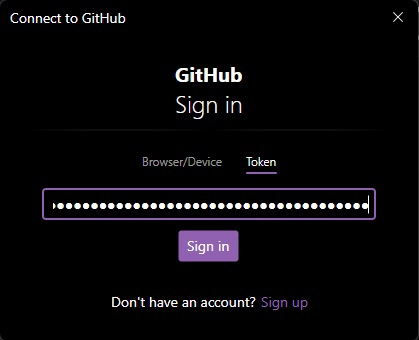 Connect to GitHub
GitHub
Sign in
Browser/Device Token
Sign in
Don't have an account? Sign up